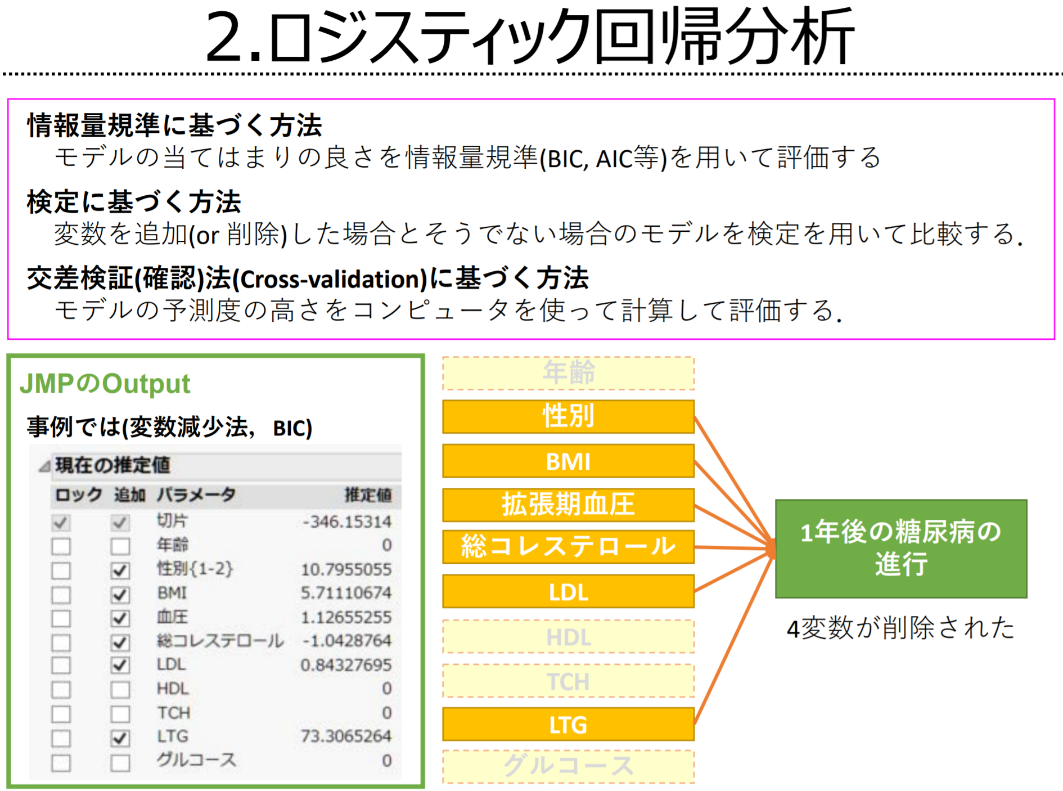 2.ロジスティック回帰分析
情報量規準に基づく方法
モデルの当てはまりの良さを情報量規準(BIC, AIC等)を用いて評価する
検定に基づく方法
変数を追加(or 削除)した場合とそうでない場合のモデルを検定を用いて比較する.
交差検証(確認)法(Cross-validation)に基づく方法
モデルの予測度の高さをコンピュータを使って計算して評価する.
JMPのOutput
事例では(変数減少法, BIC)
現在の推定値
ロック 追加 パラメータ 推定値
切片 -346.15314
年齢 0
性別{1-2} 10.7955055
BMI 5.71110674
血圧 1.12655255
総コレステロール -1.0428764
LDL 0.84327695
HDL 0
TCH 0
LTG 73.3065264
グルコース 0
年齢
性別
BMI
拡張期血圧
総コレステロール
LDL
HDL
TCH
LTG
グルコース
1年後の糖尿病の
進行
4変数が削除された